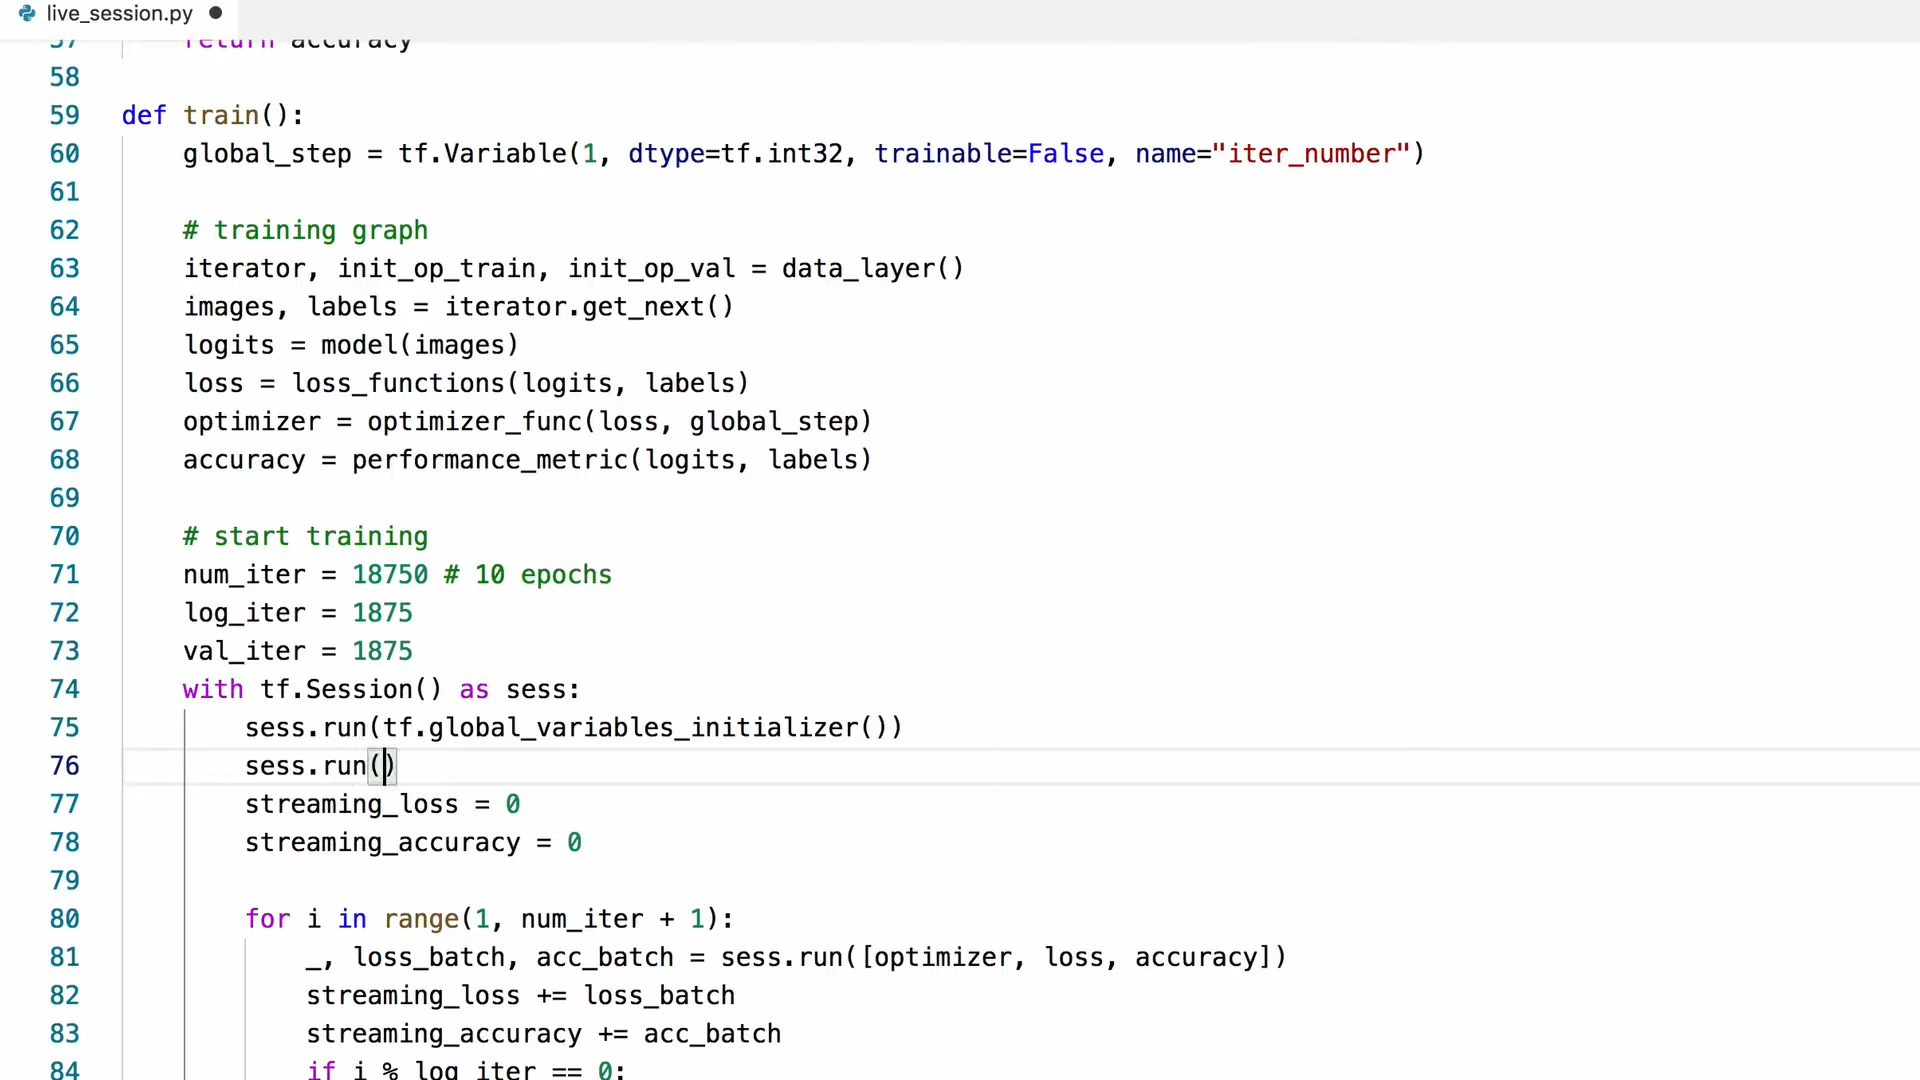 live_session.py
57 return accuracy
58
59 def train():
60 global_step = tf.Variable(1, dtype=tf.int32, trainable=False, name="iter_number")
61
62 # training graph
63 iterator, init_op_train, init_op_val = data_layer()
64 images, labels = iterator.get_next()
65 logits = model(images)
66 loss = loss_functions(logits, labels)
67 optimizer = optimizer_func(loss, global_step)
68 accuracy = performance_metric(logits, labels)
69
70 # start training
71 num_iter = 18750 # 10 epochs
72 log_iter = 1875
73 val_iter = 1875
74 with tf.Session() as sess:
75 sess.run(tf.global_variables_initializer())
76 sess.run()
77 streaming_loss = 0
78 streaming_accuracy = 0
79
80 for i in range(1, num_iter + 1):
81 _, loss_batch, acc_batch = sess.run([optimizer, loss, accuracy])
82 streaming_loss += loss_batch
83 streaming_accuracy += acc_batch
84 if i % log_iter == 0: